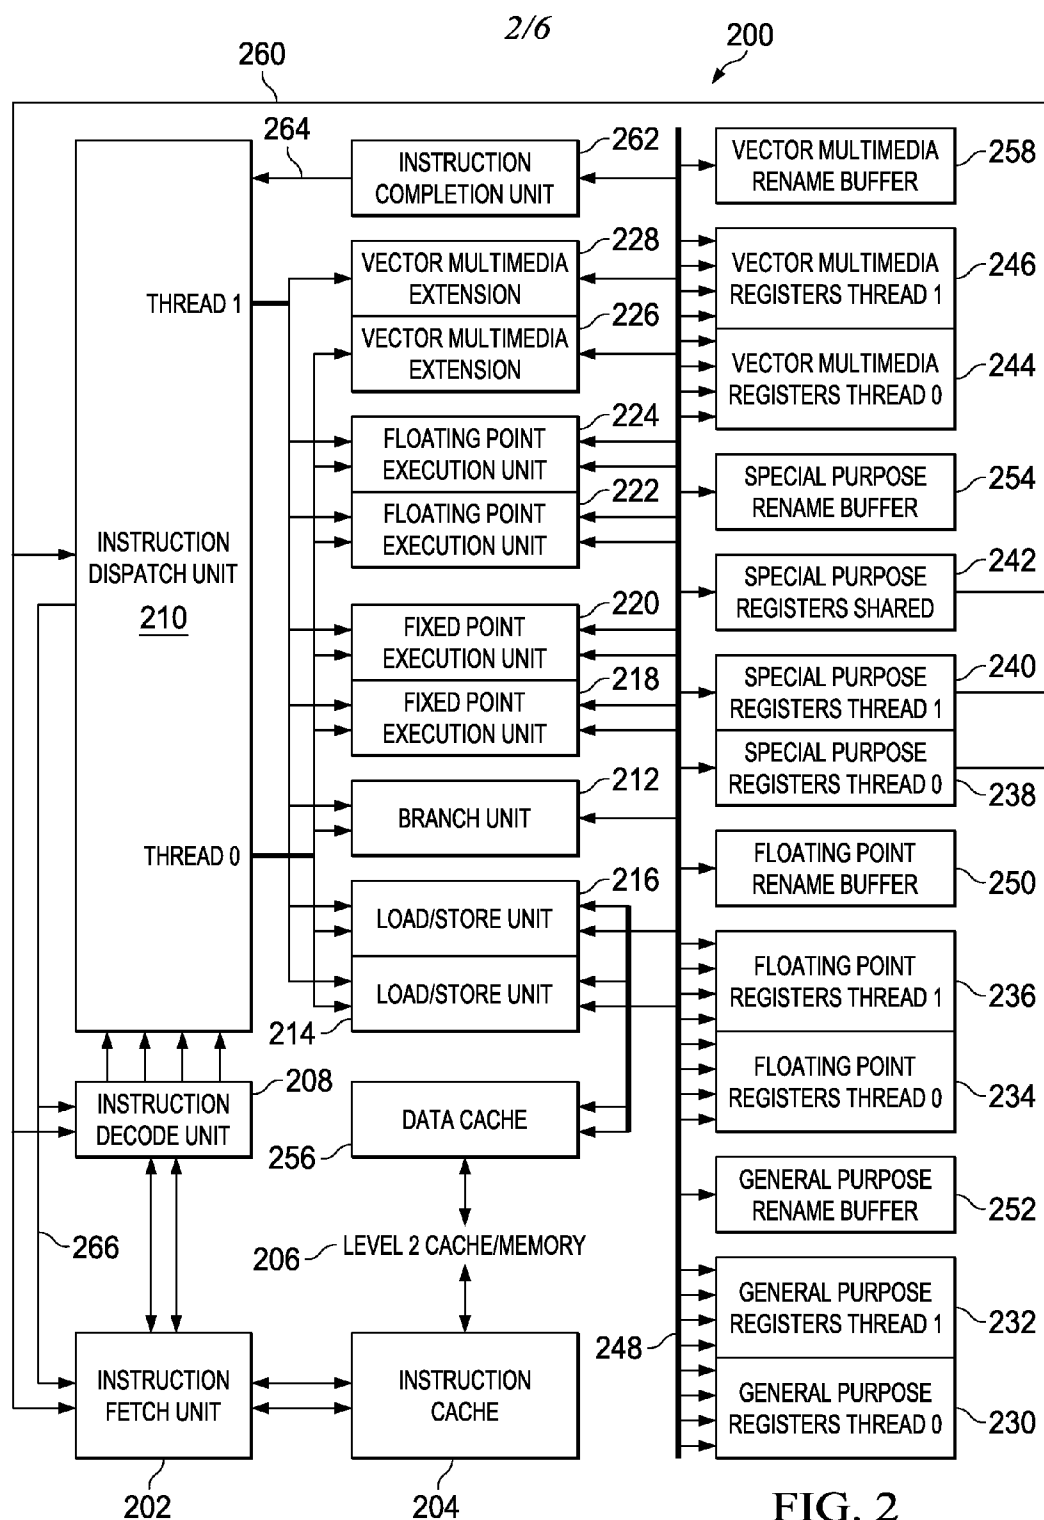 2/6
200
260
264
262
INSTRUCTION
COMPLETION UNIT
VECTOR MULTIMEDIA
RENAME BUFFER
258
228
VECTOR MULTIMEDIA
EXTENSION
226
VECTOR MULTIMEDIA
EXTENSION
THREAD 1
VECTOR MULTIMEDIA
REGISTERS THREAD 1
246
VECTOR MULTIMEDIA
REGISTERS THREAD 0
244
224
FLOATING POINT
EXECUTION UNIT
222
FLOATING POINT
EXECUTION UNIT
SPECIAL PURPOSE
RENAME BUFFER
254
INSTRUCTION
DISPATCH UNIT
210
SPECIAL PURPOSE
REGISTERS SHARED
242
220
FIXED POINT
EXECUTION UNIT
218
FIXED POINT
EXECUTION UNIT
SPECIAL PURPOSE
REGISTERS THREAD 1
240
SPECIAL PURPOSE
REGISTERS THREAD 0
238
212
BRANCH UNIT
THREAD 0
FLOATING POINT
RENAME BUFFER
250
216
LOAD/STORE UNIT
LOAD/STORE UNIT
214
FLOATING POINT
REGISTERS THREAD 1
236
FLOATING POINT
REGISTERS THREAD 0
234
208
INSTRUCTION
DECODE UNIT
DATA CACHE
256
GENERAL PURPOSE
RENAME BUFFER
252
266
206
LEVEL 2 CACHE/MEMORY
248
GENERAL PURPOSE
REGISTERS THREAD 1
232
GENERAL PURPOSE
REGISTERS THREAD 0
230
INSTRUCTION
FETCH UNIT
202
INSTRUCTION
CACHE
204
FIG. 2